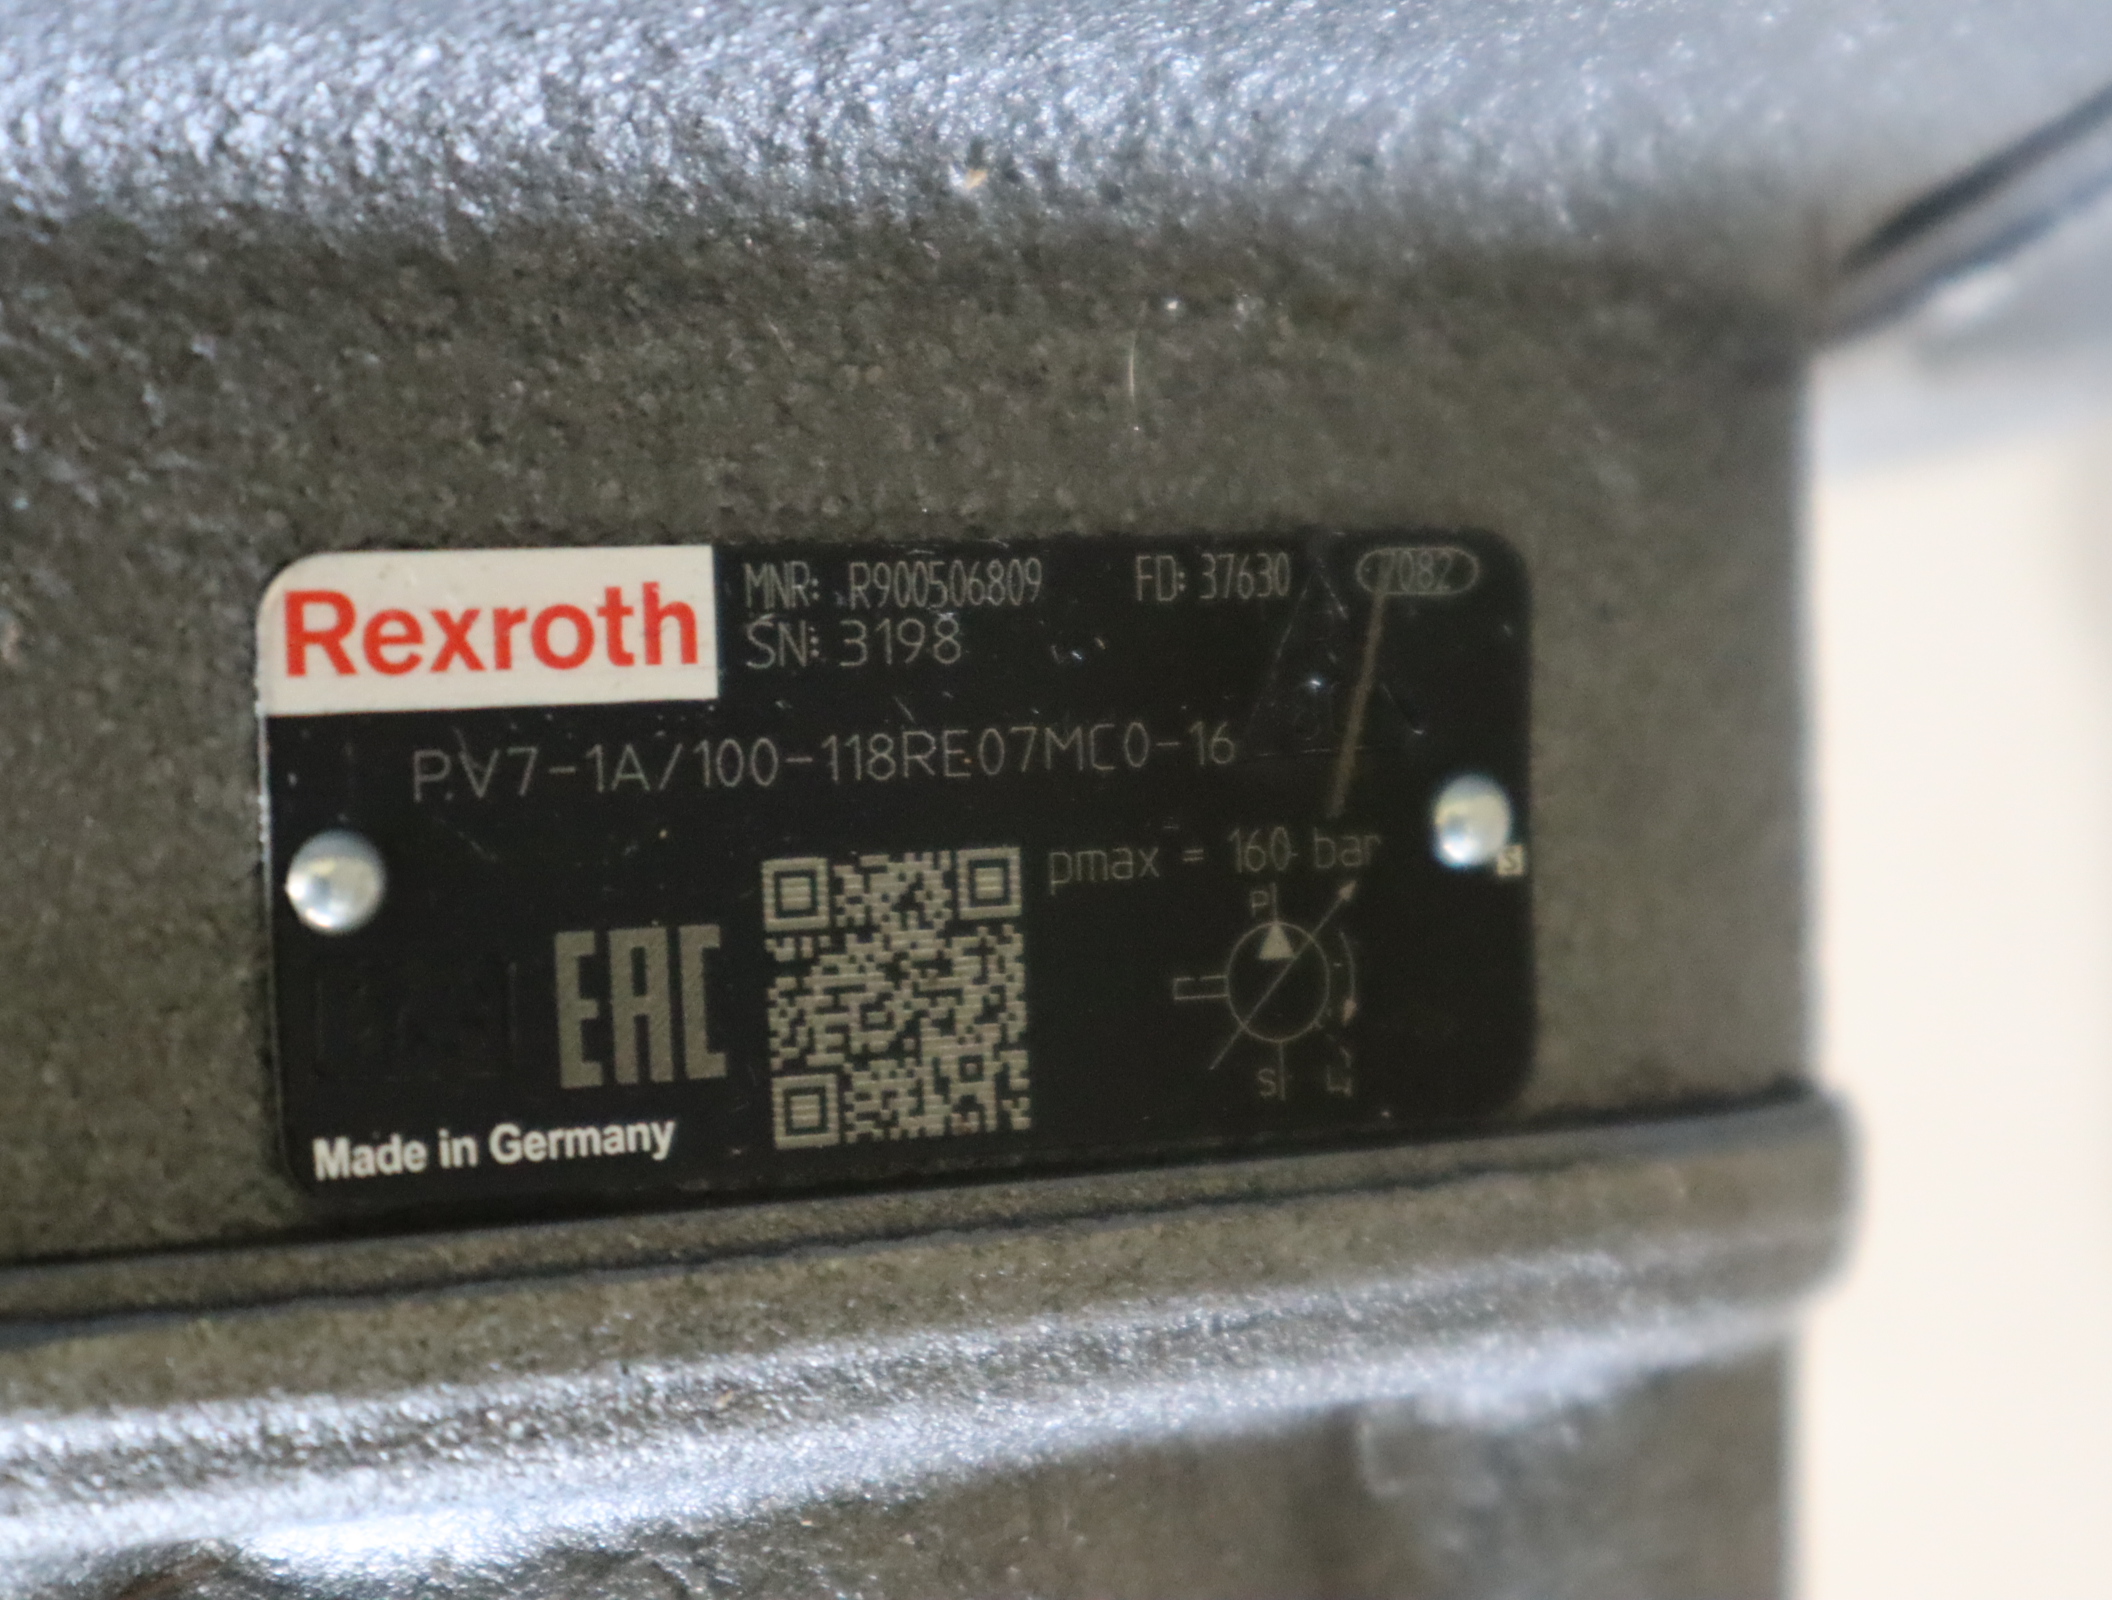 Rexroth
MNR: R900506809 FD: 37630 7082
SN: 3198
PV7-1A/100-118RE07MC0-16
pmax = 160 bar
P
S
L
EAC
S
Made in Germany